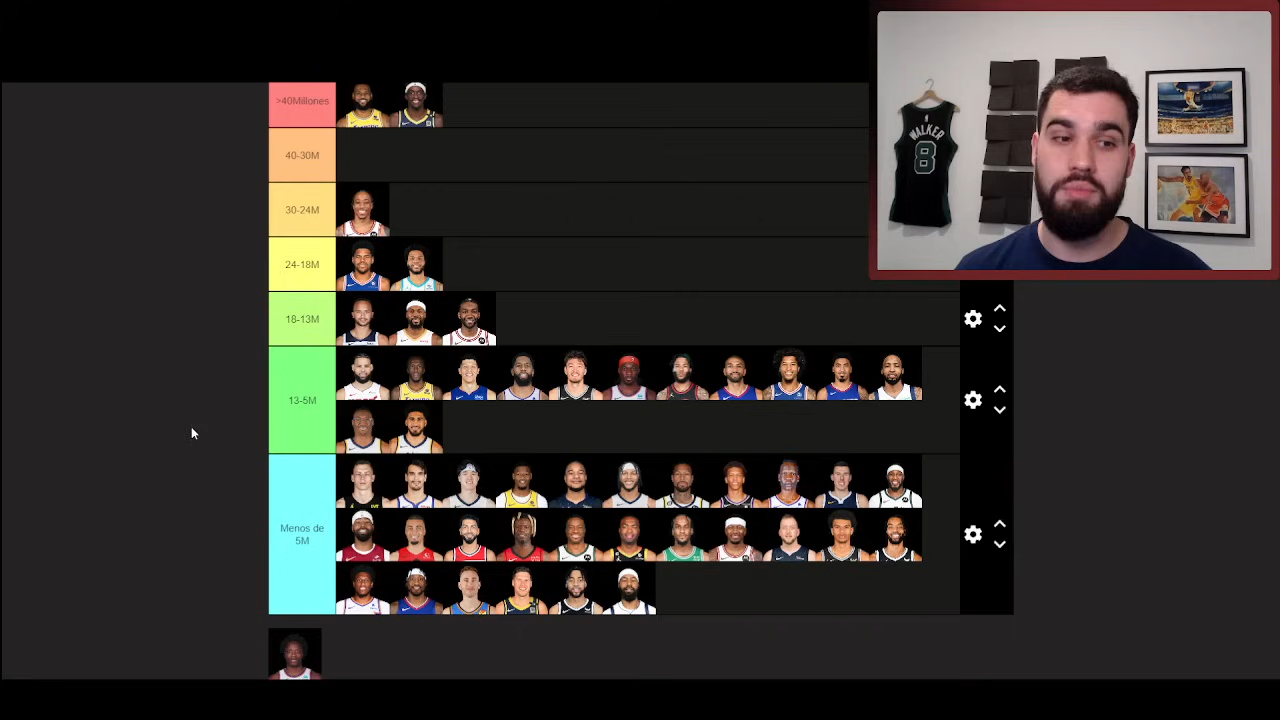 >40Millones
40-30M
30-24M
24-18M
18-13M
13-5M
Menos de
5M
WALKER
8